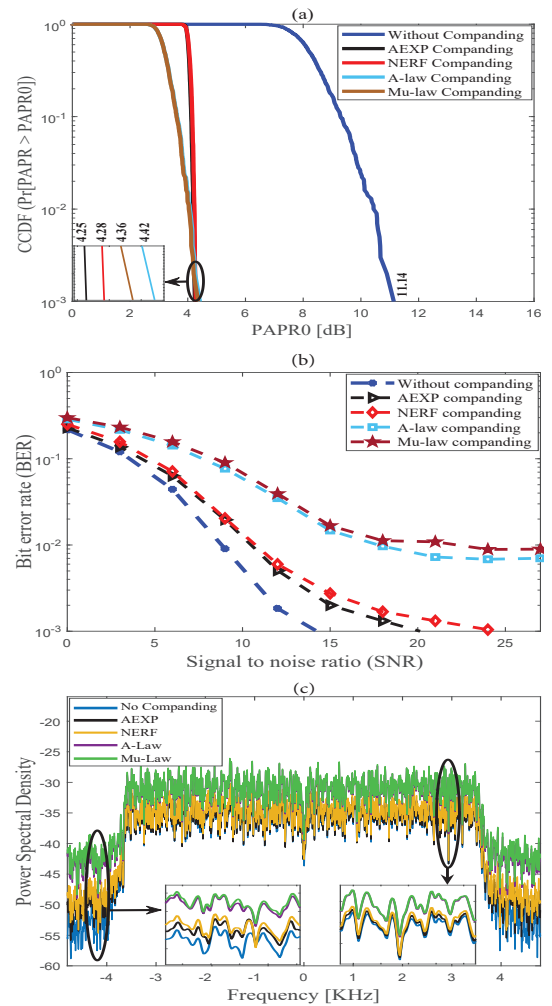 (a)
CCDF (Pr[PAPR > PAPR0])
10^0
10^-1
10^-2
10^-3
Without Companding
AEXP Companding
NERF Companding
A-law Companding
Mu-law Companding
4.25
4.28
4.36
4.42
11.14
0 2 4 6 8 10 12 14 16
PAPR0 [dB]
(b)
Bit error rate (BER)
10^0
10^-1
10^-2
10^-3
Without companding
AEXP companding
NERF companding
A-law companding
Mu-law companding
0 5 10 15 20 25
Signal to noise ratio (SNR)
(c)
Power Spectral Density
-20
-25
-30
-35
-40
-45
-50
-55
-60
No Companding
AEXP
NERF
A-Law
Mu-Law
-4 -2 -1 0 1 2 3 4
Frequency [KHz]